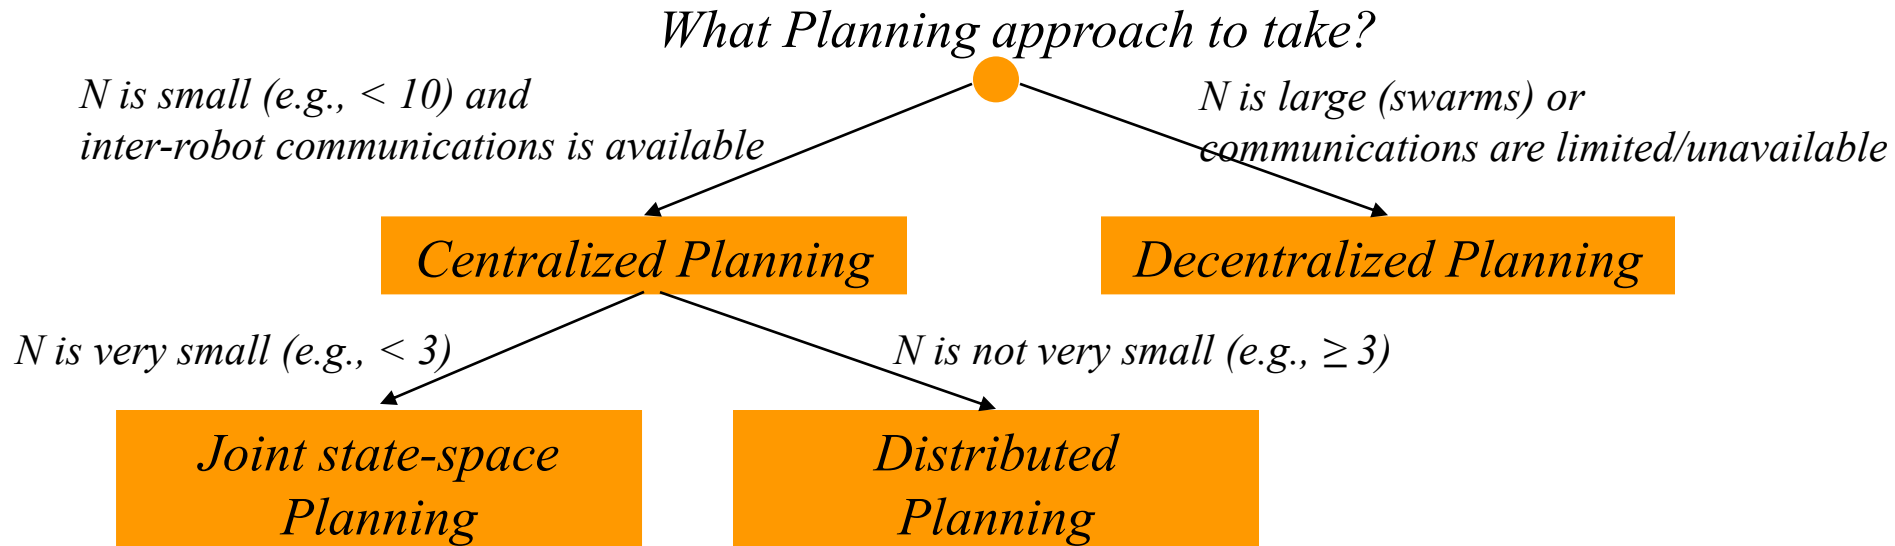 What Planning approach to take?
N is small (e.g., < 10) and
inter-robot communications is available
N is large (swarms) or
communications are limited/unavailable
Centralized Planning
Decentralized Planning
N is very small (e.g., < 3)
N is not very small (e.g., ≥ 3)
Joint state-space
Planning
Distributed
Planning